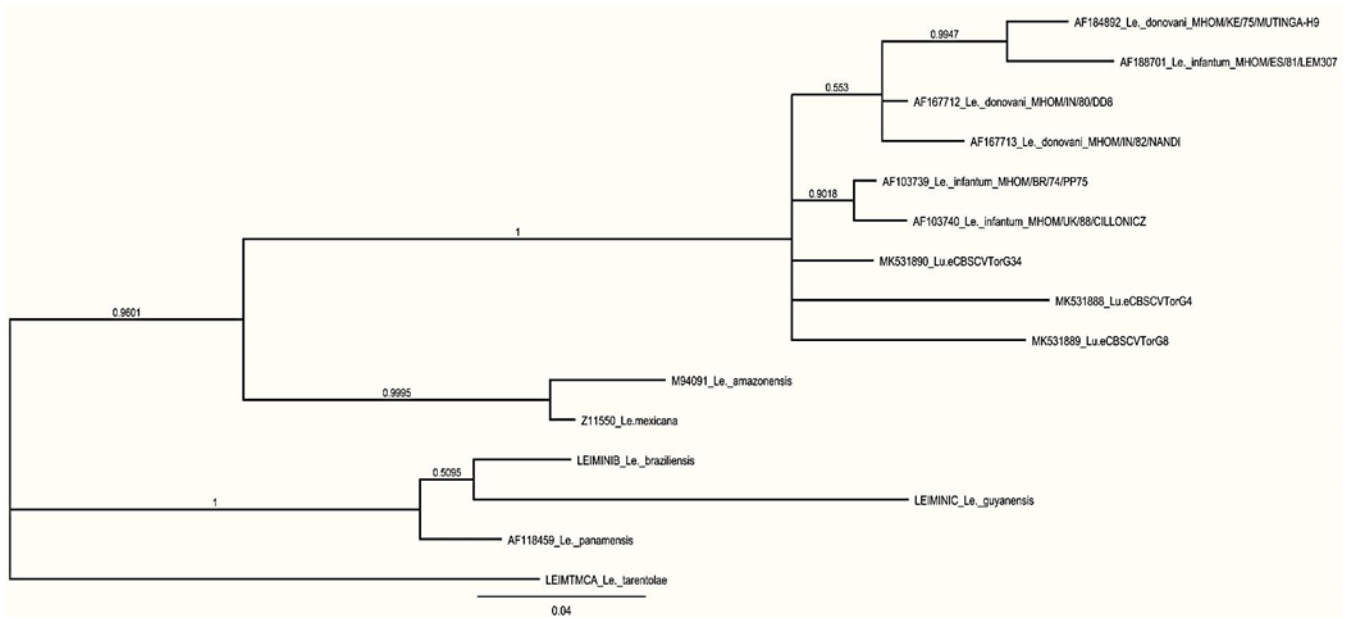 AF184892_Le._donovani_MHOM/KE/75/MUTINGA-H9
0.9947
AF188701_Le._infantum_MHOM/ES/81/LEM307
0.553
AF167712_Le._donovani_MHOM/IN/80/DD8
AF167713_Le._donovani_MHOM/IN/82/NANDI
AF103739_Le._infantum_MHOM/BR/74/PP75
0.9018
AF103740_Le._infantum_MHOM/UK/88/CILLONICZ
1
MK531890_Lu.eCBSCVTorG34
MK531888_Lu.eCBSCVTorG4
0.9601
MK531889_Lu.eCBSCVTorG8
M94091_Le._amazonensis
0.9995
Z11550_Le.mexicana
LEIMINIB_Le._braziliensis
0.5095
LEIMINIC_Le._guyanensis
1
AF118459_Le._panamensis
LEIMTMCA_Le._tarentolae
0.04